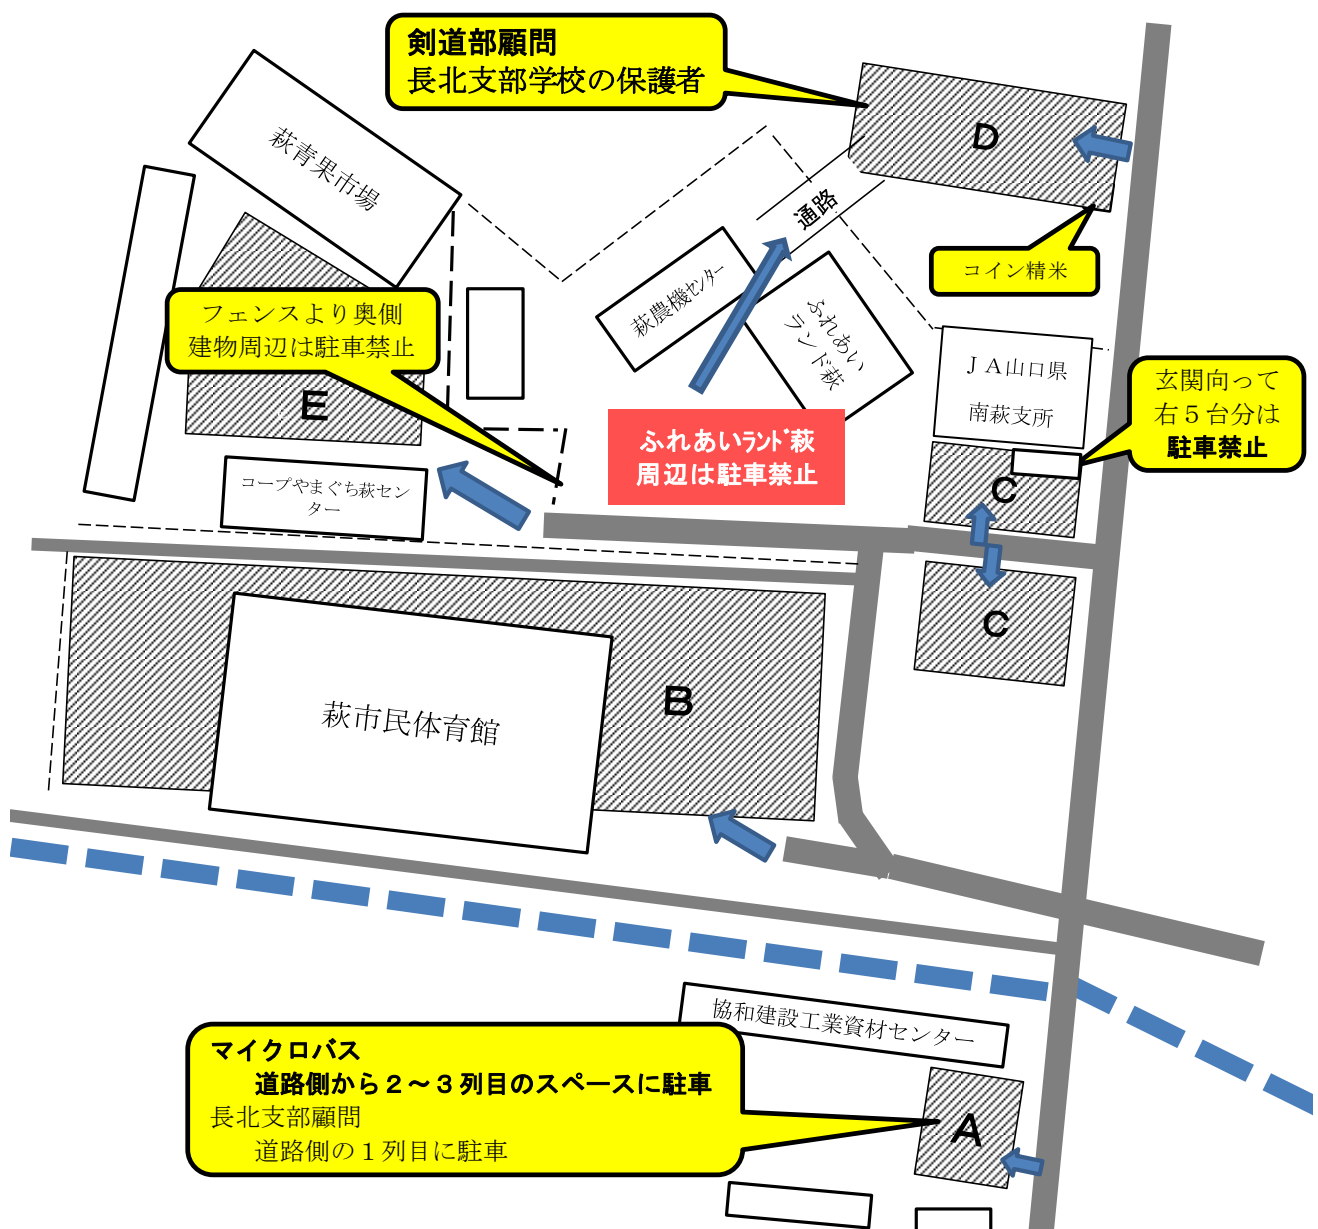 剣道部顧問
長北支部学校の保護者
萩青果市場
D
通路
コイン精米
萩農機センター
ふれあい
ランド萩
フェンスより奥側
建物周辺は駐車禁止
E
ＪＡ山口県
南萩支所
玄関向って
右５台分は
駐車禁止
ふれあいﾗﾝﾄﾞ萩
周辺は駐車禁止
C
コープやまぐち萩セン
ター
C
B
萩市民体育館
協和建設工業資材センター
マイクロバス
道路側から２～３列目のスペースに駐車
長北支部顧問
道路側の１列目に駐車
A